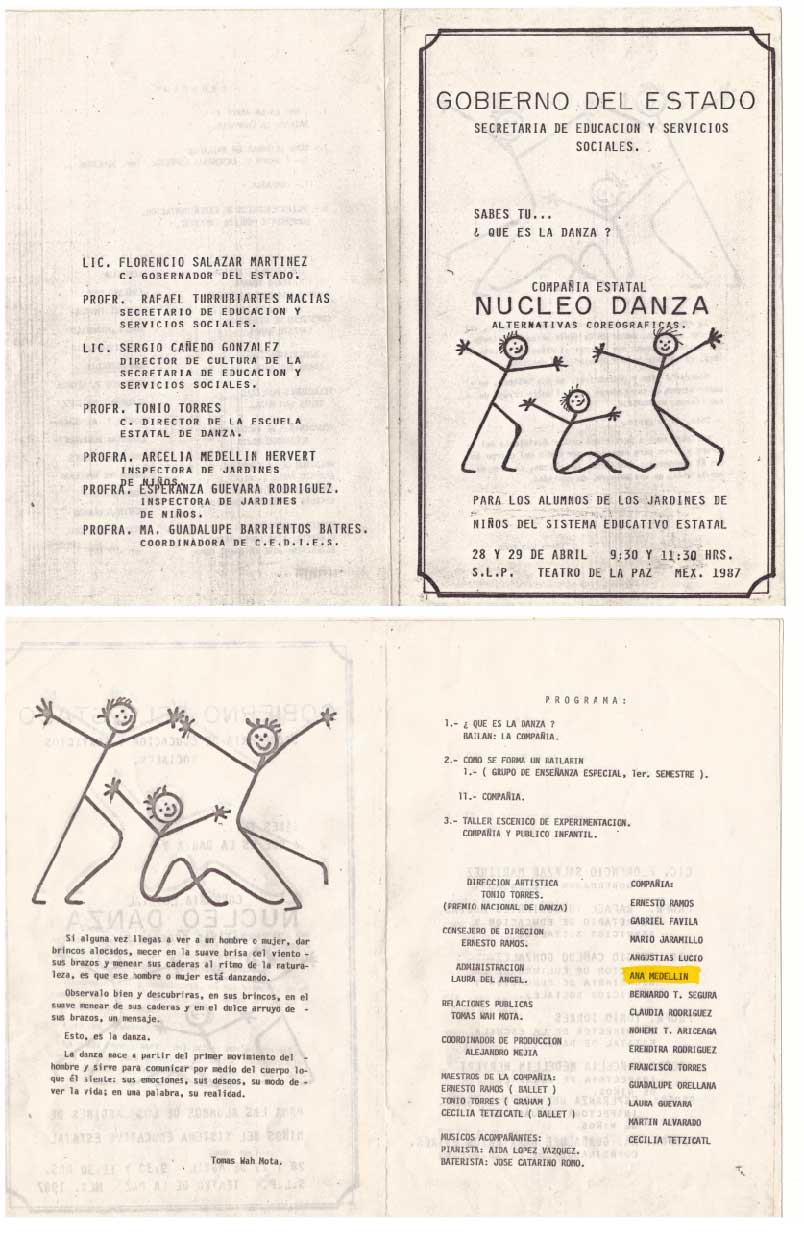 LIC. FLORENCIO SALAZAR MARTINEZ
C. GOBERNADOR DEL ESTADO.
PROFR. RAFAEL TURRUBIARTES MACIAS
SECRETARIO DE EDUCACION Y
SERVICIOS SOCIALES.
LIC. SERGIO CAÑEDO GONZALEZ
DIRECTOR DE CULTURA DE LA
SECRETARIA DE EDUCACION Y
SERVICIOS SOCIALES.
PROFR. TONIO TORRES
C. DIRECTOR DE LA ESCUELA
ESTATAL DE DANZA.
PROFRA. ARCELIA MEDELLIN HERVERT
INSPECTORA DE JARDINES
DE NIÑOS.
PROFRA. ESPERANZA GUEVARA RODRIGUEZ.
INSPECTORA DE JARDINES
DE NIÑOS.
PROFRA. MA. GUADALUPE BARRIENTOS BATRES.
COORDINADORA DE C.E.D.I.E.S.
GOBIERNO DEL ESTADO
SECRETARIA DE EDUCACION Y SERVICIOS
SOCIALES.
SABES TU...
¿ QUE ES LA DANZA ?
COMPAÑIA ESTATAL
NUCLEO DANZA
ALTERNATIVAS COREOGRAFICAS.
PARA LOS ALUMNOS DE LOS JARDINES DE
NIÑOS DEL SISTEMA EDUCATIVO ESTATAL
28 Y 29 DE ABRIL 9:30 Y 11:30 HRS.
S.L.P. TEATRO DE LA PAZ MEX. 1987
Si alguna vez llegas a ver a un hombre o mujer, dar
brincos alocados, mecer en la suave brisa cel viento -
sus brazos y menear sus caderas al ritmo de la natura-
leza, es que ese hombre o mujer está danzando.
Observalo bien y descubriras, en sus brincos, en el
suave menear de sus caderas y en el dulce arruyo de -
sus brazos, un mensaje.
Esto, es la danza.
La danza nace a partir del primer movimiento del -
hombre y sirve para comunicar por medio del cuerpo lo-
que él siente; sus emociones, sus deseos, su modo de -
ver la vida; en una palabra, su realidad.
Tomas Wah Mota.
PROGRAMA:
1.- ¿ QUE ES LA DANZA ?
BAILAN: LA COMPAÑIA.
2.- COMO SE FORMA UN BAILARIN
1.- ( GRUPO DE ENSEÑANZA ESPECIAL, 1er. SEMESTRE ).
11.- COMPAÑIA.
3.- TALLER ESCENICO DE EXPERIMENTACION.
COMPAÑIA Y PUBLICO INFANTIL.
DIRECCION ARTISTICA
TONIO TORRES.
(PREMIO NACIONAL DE DANZA)
CONSEJERO DE DIRECION
ERNESTO RAMOS.
ADMINISTRACION
LAURA DEL ANGEL.
RELACIONES PUBLICAS
TOMAS WAH MOTA.
COORDINADOR DE PRODUCCION
ALEJANDRO MEJIA
MAESTROS DE LA COMPAÑIA:
ERNESTO RAMOS ( BALLET )
TONIO TORRES ( GRAHAM )
CECILIA TETZICATL ( BALLET )
MUSICOS ACOMPAÑANTES:
PIANISTA: AIDA LOPEZ VAZQUEZ.
BATERISTA: JOSE CATARINO ROMO.
COMPAÑIA:
ERNESTO RAMOS
GABRIEL FAVILA
MARIO JARAMILLO
ANGUSTIAS LUCIO
ANA MEDELLIN
BERNARDO T. SEGURA
CLAUDIA RODRIGUEZ
NOHEMI T. ARICEAGA
ERENDIRA RODRIGUEZ
FRANCISCO TORRES
GUADALUPE ORELLANA
LAURA GUEVARA
MARTIN ALVARADO
CECILIA TETZICATL